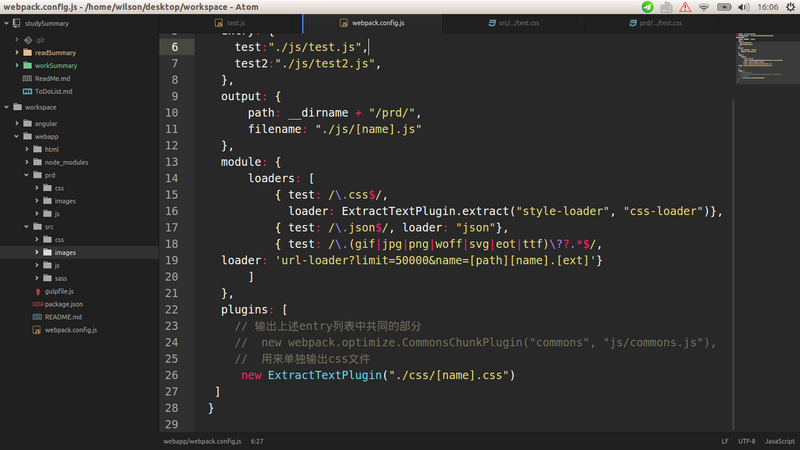 webpack.config.js - /home/wilson/desktop/workspace - Atom
16:06
studySummary
.git
readSummary
workSummary
ReadMe.md
ToDoList.md
workspace
angular
webapp
html
node_modules
prd
css
images
js
src
css
images
js
sass
gulpfile.js
package.json
README.md
webpack.config.js
test.js
webpack.config.js
src/.../test.css
prd/.../test.css
6 test:"./js/test.js",
7 test2:"./js/test2.js",
8 },
9 output: {
10 path: __dirname + "/prd/",
11 filename: "./js/[name].js"
12 },
13 module: {
14 loaders: [
15 { test: /\.css$/,
16 loader: ExtractTextPlugin.extract("style-loader", "css-loader")},
17 { test: /\.json$/, loader: "json"},
18 { test: /\.(gif|jpg|png|woff|svg|eot|ttf)\??.*$/,
19 loader: 'url-loader?limit=50000&name=[path][name].[ext]'}
20 ]
21 },
22 plugins: [
23 // 输出上述entry列表中共同的部分
24 // new webpack.optimize.CommonsChunkPlugin("commons", "js/commons.js"),
25 // 用来单独输出css文件
26 new ExtractTextPlugin("./css/[name].css")
27 ]
28 }
29
webapp/webpack.config.js 6:27
LF UTF-8 JavaScript